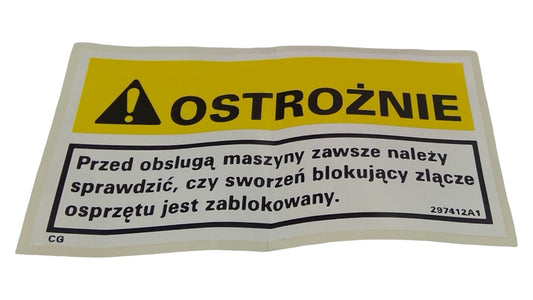 OSTROŻNIE
Przed obsługą maszyny zawsze należy
sprawdzić, czy sworzeń blokujący złącze
osprzętu jest zablokowany.
297412A1
CG